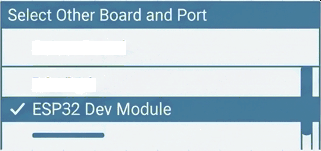 Select Other Board and Port
ESP32 Dev Module